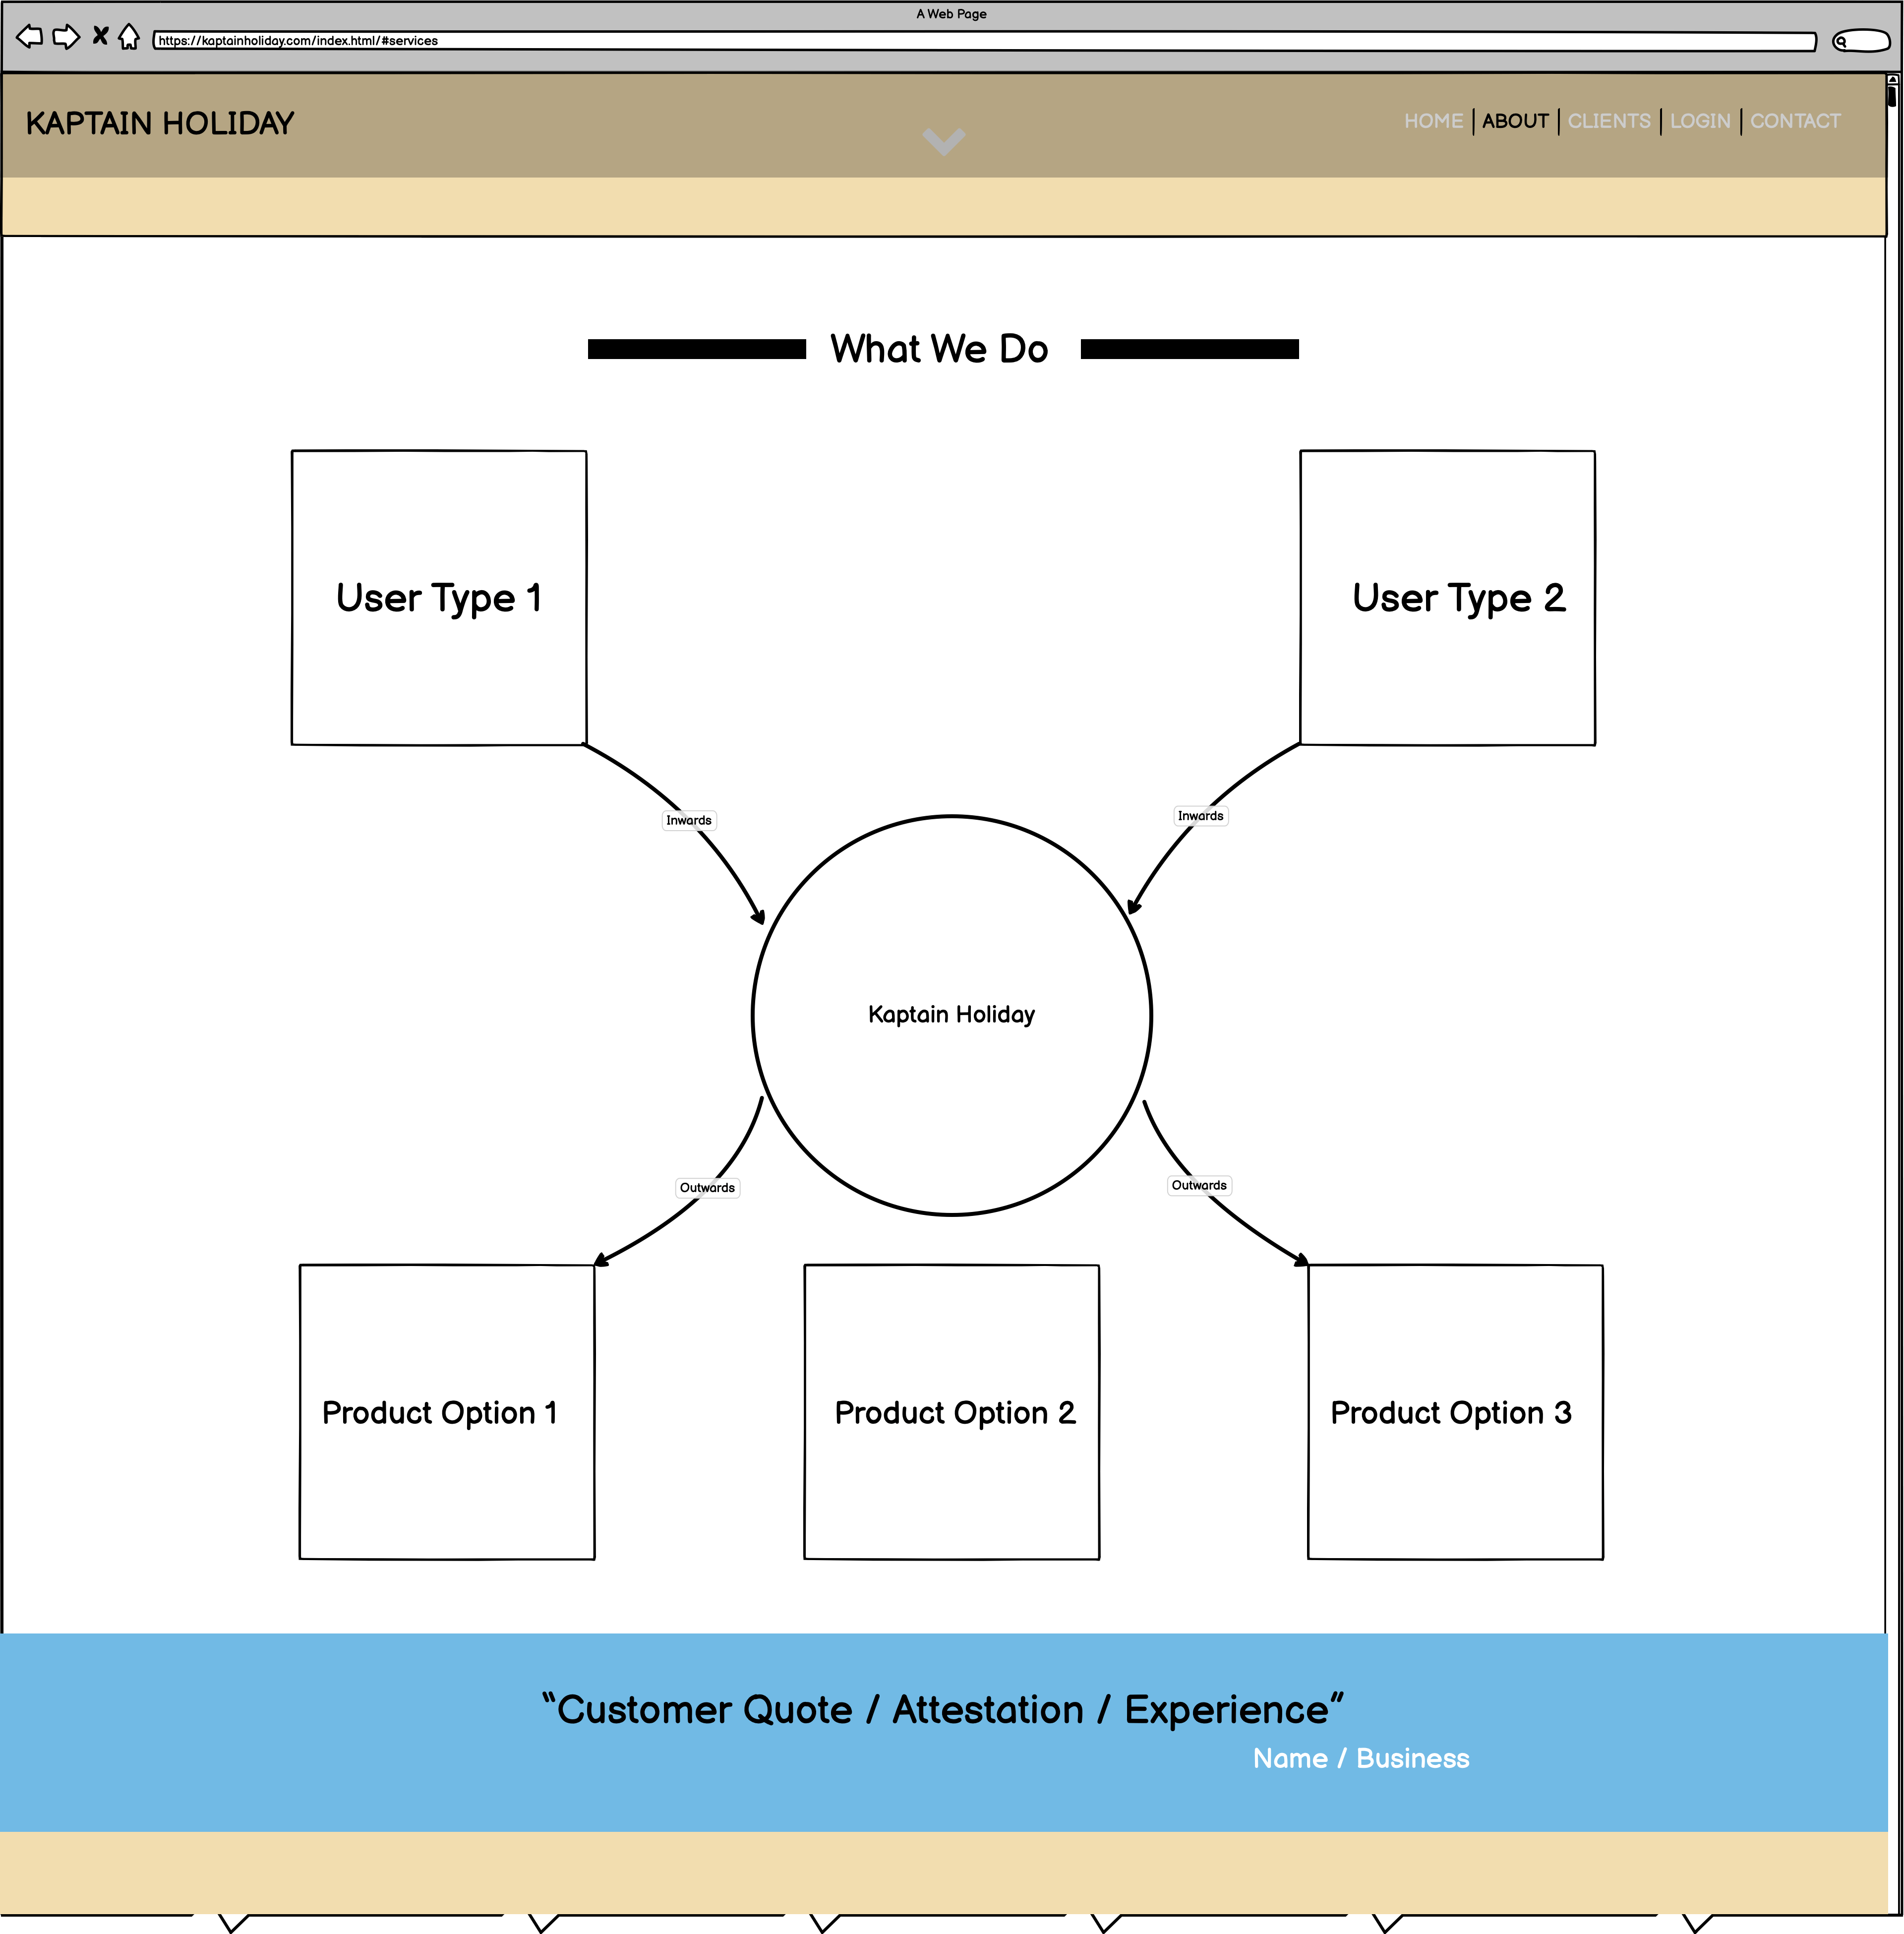 A Web Page
https://kaptainholiday.com/index.html/#services
KAPTAIN HOLIDAY
HOME | ABOUT | CLIENTS | LOGIN | CONTACT
What We Do
User Type 1
User Type 2
Inwards
Inwards
Kaptain Holiday
Outwards
Outwards
Product Option 1
Product Option 2
Product Option 3
“Customer Quote / Attestation / Experience”
Name / Business